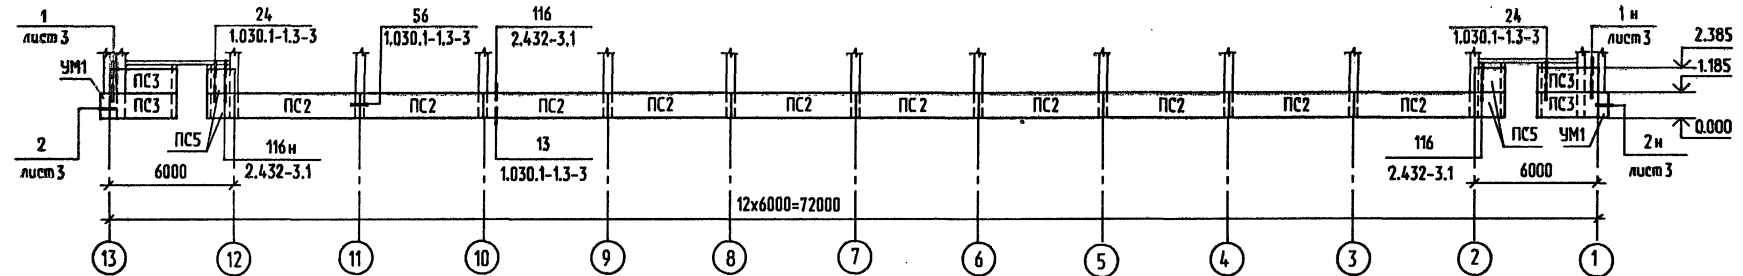 1
лист 3
24
1.030.1-1.3-3
56
1.030.1-1.3-3
116
2.432-3.1
24
1.030.1-1.3-3
1 н
лист 3
2.385
1.185
0.000
УМ1
ПС3
ПС3
ПС2
ПС2
ПС2
ПС2
ПС2
ПС2
ПС2
ПС2
ПС2
ПС2
ПС3
ПС3
ПС5
ПС5
УМ1
2
лист 3
116 н
2.432-3.1
13
1.030.1-1.3-3
116
2.432-3.1
2 н
лист 3
6000
6000
12х6000=72000
13 12 11 10 9 8 7 6 5 4 3 2 1